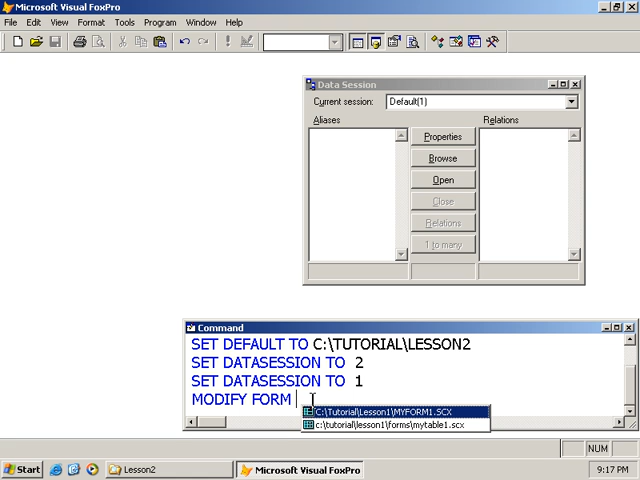 Microsoft Visual FoxPro
File Edit View Format Tools Program Window Help
Data Session
Current session: Default(1)
Aliases
Relations
Properties
Browse
Open
Close
Relations
1 to many
Command
SET DEFAULT TO C:\TUTORIAL\LESSON2
SET DATASESSION TO 2
SET DATASESSION TO 1
MODIFY FORM
C:\Tutorial\Lesson1\MYFORM1.SCX
c:\tutorial\lesson1\forms\mytable1.scx
NUM
Start
Lesson2
Microsoft Visual FoxPro
9:17 PM